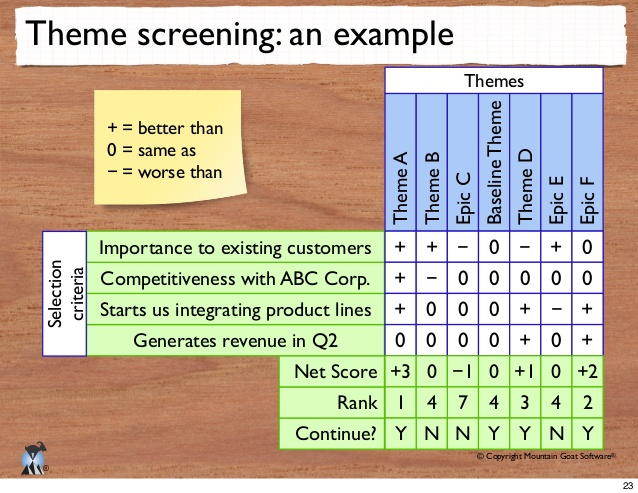 Theme screening: an example
+ = better than
0 = same as
− = worse than
Themes
Theme A
Theme B
Epic C
Baseline Theme
Theme D
Epic E
Epic F
Selection
criteria
Importance to existing customers + + − 0 − + 0
Competitiveness with ABC Corp. + − 0 0 0 0 0
Starts us integrating product lines + 0 0 0 + − +
Generates revenue in Q2 0 0 0 0 + 0 +
Net Score +3 0 −1 0 +1 0 +2
Rank 1 4 7 4 3 4 2
Continue? Y N N Y Y N Y
© Copyright Mountain Goat Software®
®
23